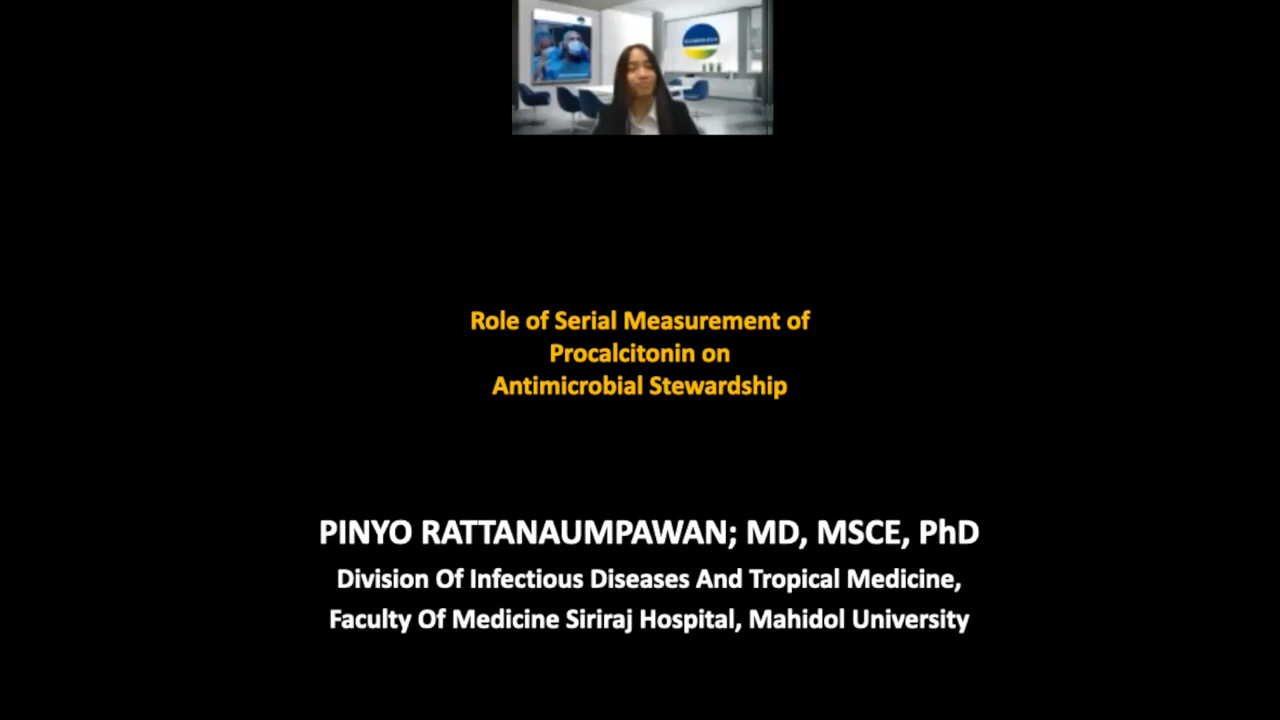 Role of Serial Measurement of
Procalcitonin on
Antimicrobial Stewardship
PINYO RATTANAUMPAWAN; MD, MSCE, PhD
Division Of Infectious Diseases And Tropical Medicine,
Faculty Of Medicine Siriraj Hospital, Mahidol University